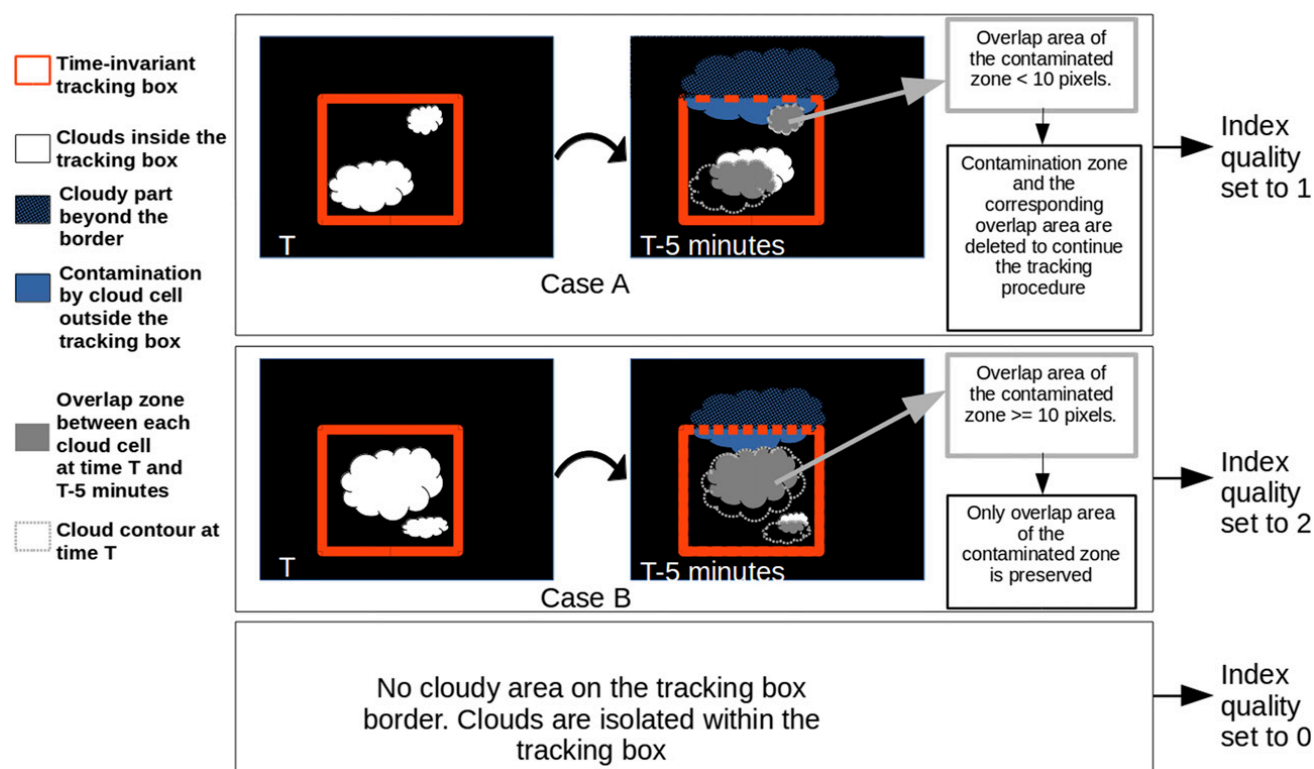 Time-invariant
tracking box
Clouds inside the
tracking box
Cloudy part
beyond the
border
Contamination
by cloud cell
outside the
tracking box
Overlap zone
between each
cloud cell
at time T and
T-5 minutes
Cloud contour at
time T
T
T-5 minutes
Case A
Overlap area of
the contaminated
zone < 10 pixels.
Contamination zone
and the
corresponding
overlap area are
deleted to continue
the tracking
procedure
Index
quality
set to 1
T
T-5 minutes
Case B
Overlap area of
the contaminated
zone >= 10 pixels.
Only overlap area
of the
contaminated zone
is preserved
Index
quality
set to 2
No cloudy area on the tracking box
border. Clouds are isolated within the
tracking box
Index
quality
set to 0